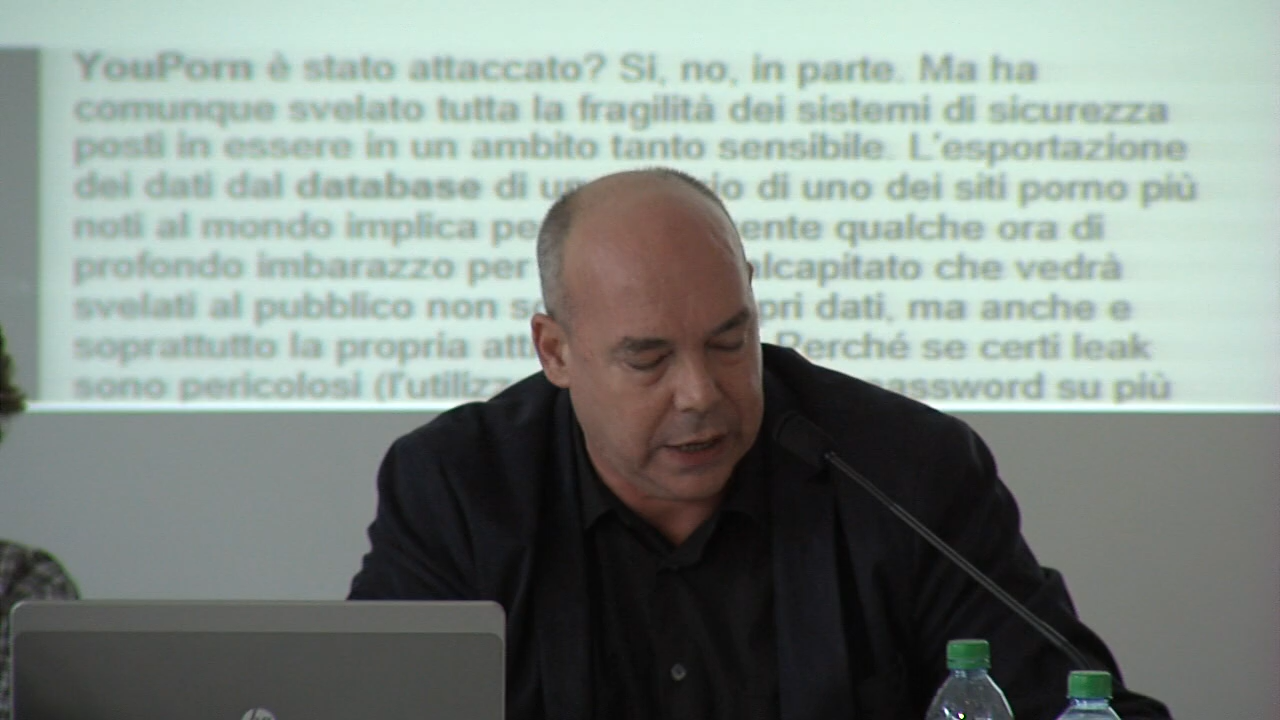 YouPorn è stato attaccato? Si, no, in parte. Ma ha
comunque svelato tutta la fragilità dei sistemi di sicurezza
posti in essere in un ambito tanto sensibile. L'esportazione
dei dati dal database di di uno dei siti porno più
noti al mondo implica qualche ora di
profondo imbarazzo per che vedrà
svelati al pubblico non dati, ma anche e
soprattutto la propria Perché se certi leak
sono pericolosi password su più
hp